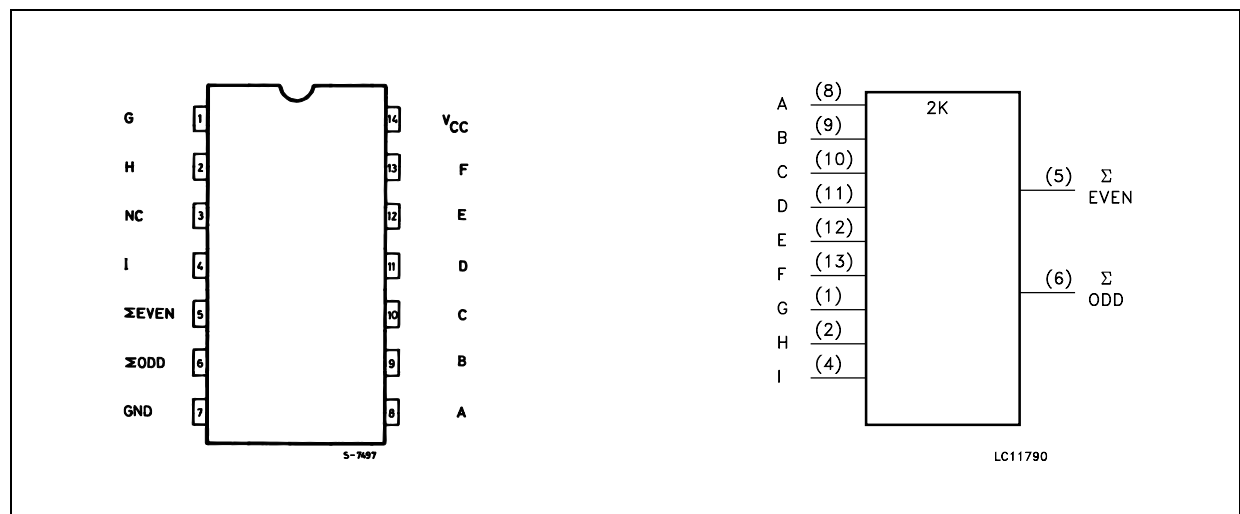 G 1 14 VCC
H 2 13 F
NC 3 12 E
I 4 11 D
ΣEVEN 5 10 C
ΣODD 6 9 B
GND 7 8 A
S-7497
2K
A (8)
B (9)
C (10)
D (11)
E (12)
F (13)
G (1)
H (2)
I (4)
(5) Σ
EVEN
(6) Σ
ODD
LC11790